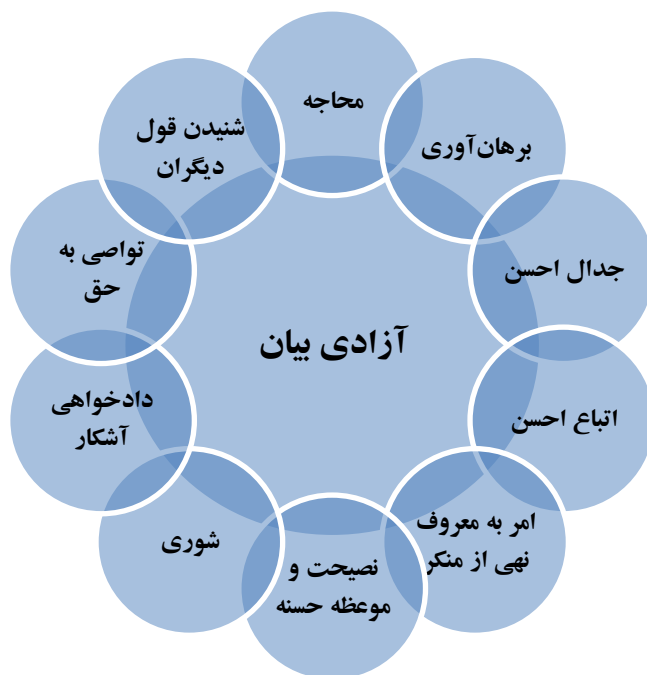 محاجه
برهان‌آوری
جدال احسن
اتباع احسن
امر به معروف
نهی از منکر
نصیحت و
موعظه حسنه
شوری
دادخواهی
آشکار
تواصی به
حق
شنیدن قول
دیگران
آزادی بیان